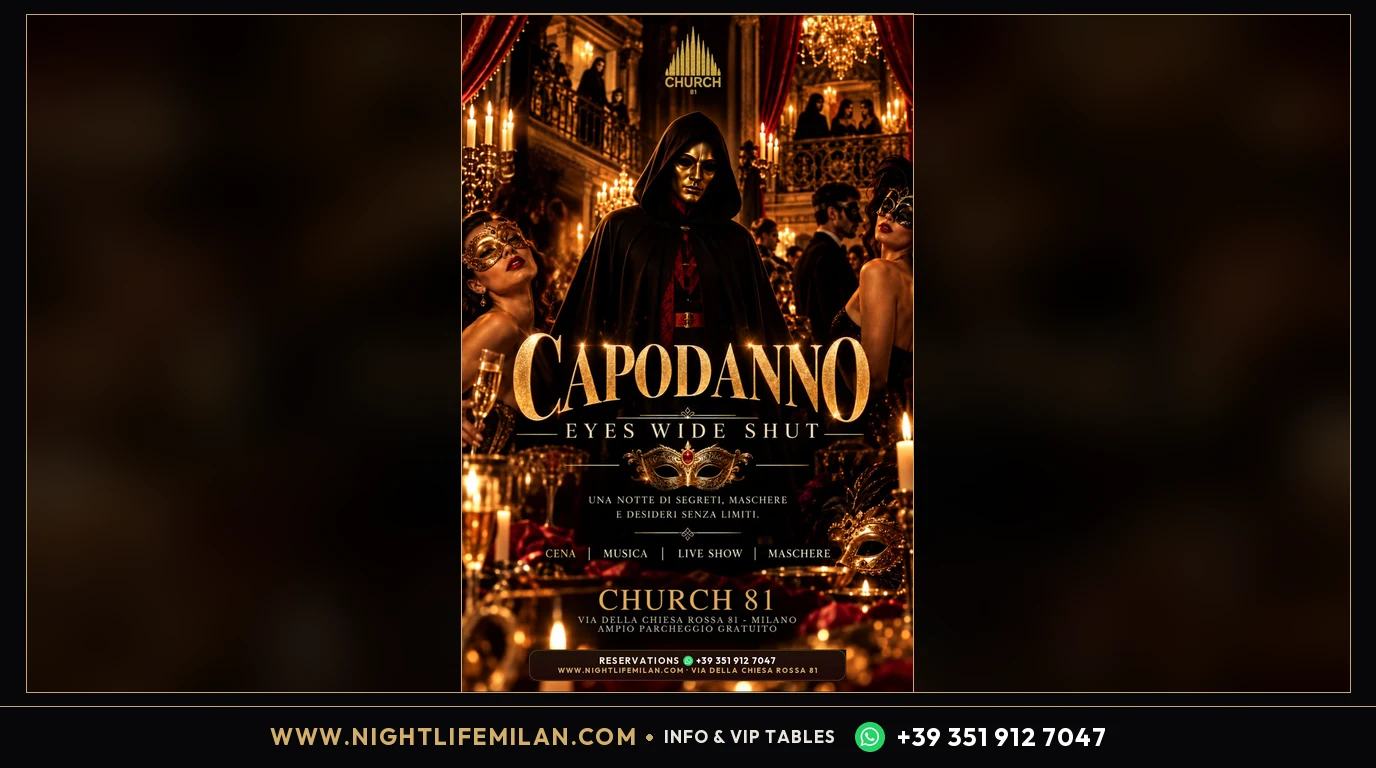 CHURCH
81
CAPODANNO
EYES WIDE SHUT
UNA NOTTE DI SEGRETI, MASCHERE
E DESIDERI SENZA LIMITI.
CENA | MUSICA | LIVE SHOW | MASCHERE
CHURCH 81
VIA DELLA CHIESA ROSSA 81 - MILANO
AMPIO PARCHEGGIO GRATUITO
RESERVATIONS +39 351 912 7047
WWW.NIGHTLIFEMILAN.COM · VIA DELLA CHIESA ROSSA 81
WWW.NIGHTLIFEMILAN.COM • INFO & VIP TABLES +39 351 912 7047